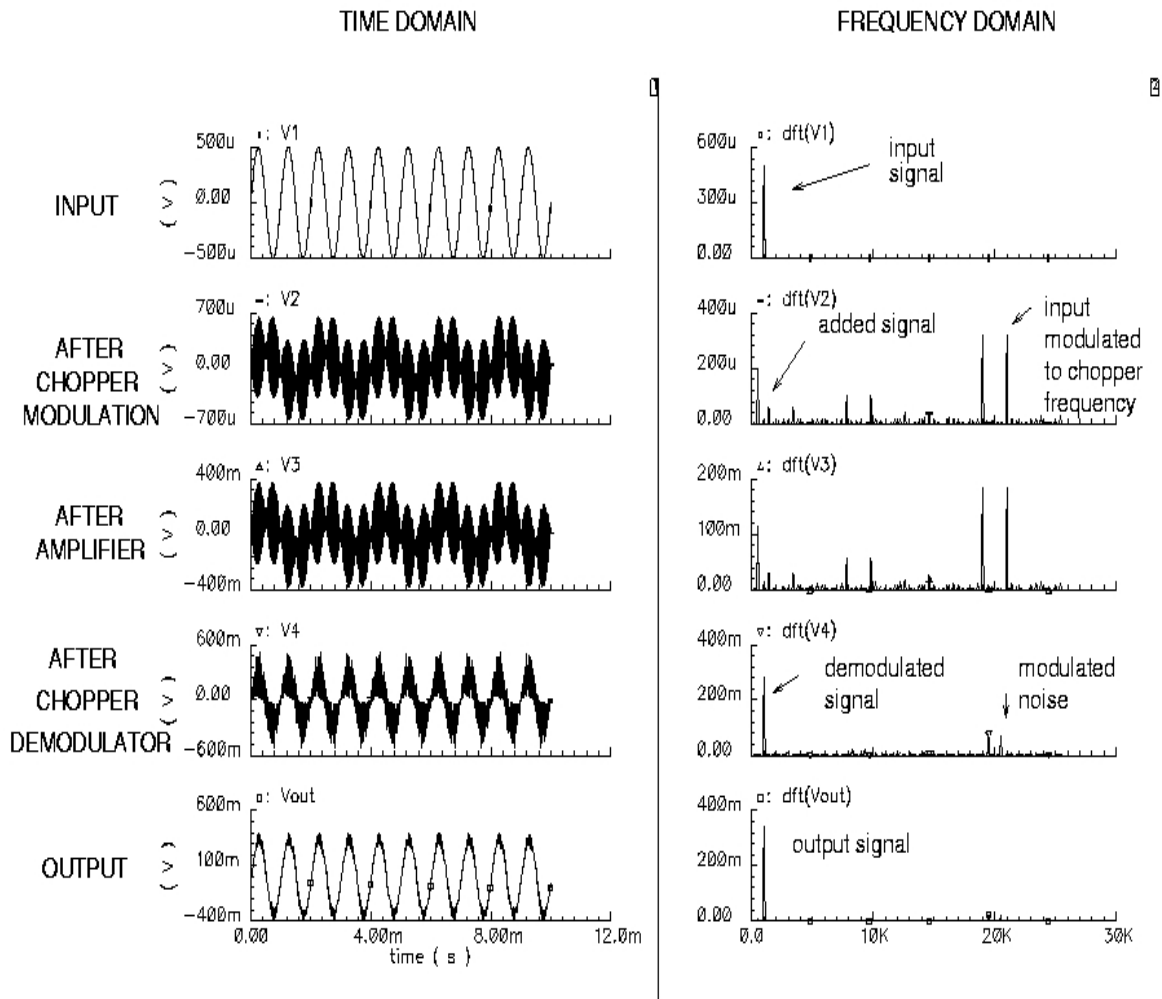 TIME DOMAIN
FREQUENCY DOMAIN
1
2
INPUT
( V )
500u
0.00
-500u
▪: V1
600u
300u
0.00
▫: dft(V1)
input
signal
AFTER
CHOPPER
MODULATION
( V )
700u
0.00
-700u
–: V2
400u
200u
0.00
–: dft(V2)
added signal
input
modulated
to chopper
frequency
AFTER
AMPLIFIER
( V )
400m
0.00
-400m
▵: V3
200m
100m
0.00
▵: dft(V3)
AFTER
CHOPPER
DEMODULATOR
( V )
600m
0.00
-600m
▿: V4
400m
200m
0.00
▿: dft(V4)
demodulated
signal
modulated
noise
OUTPUT
( V )
600m
100m
-400m
▫: Vout
0.00
4.00m
8.00m
12.0m
time ( s )
400m
200m
0.00
▫: dft(Vout)
output signal
0.0
10K
20K
30K